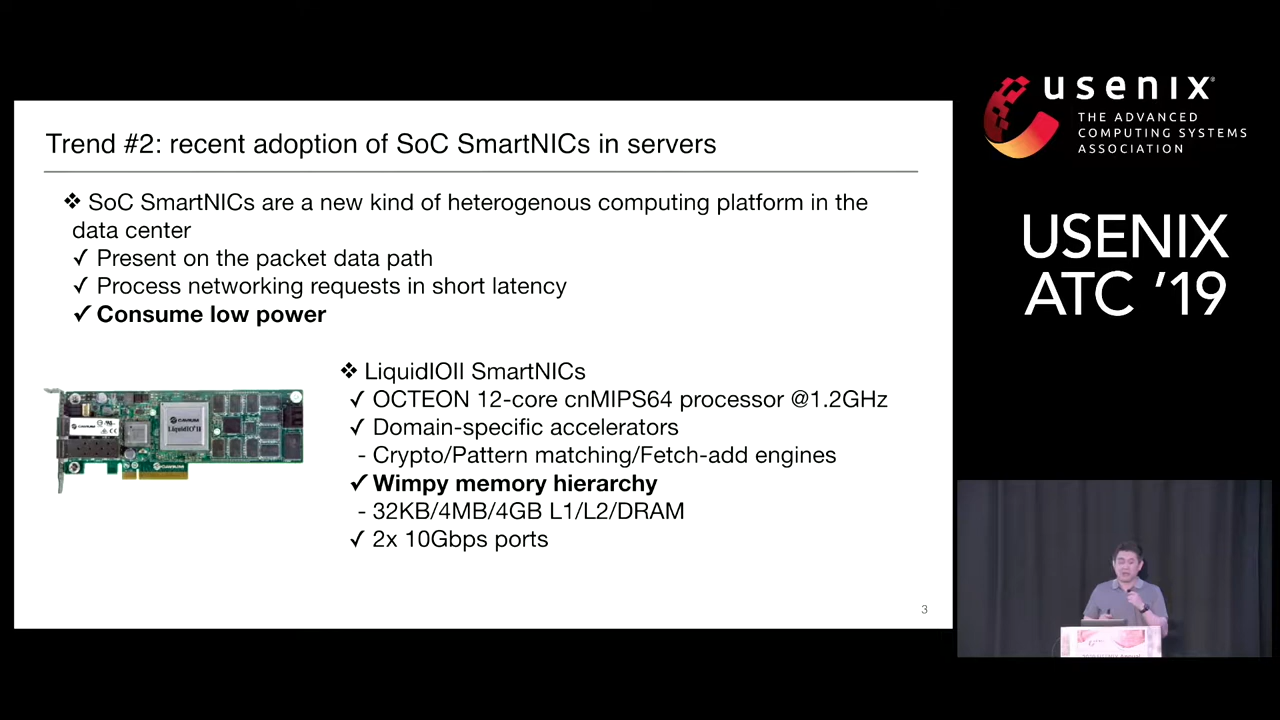 usenix
THE ADVANCED
COMPUTING SYSTEMS
ASSOCIATION
USENIX
ATC '19
Trend #2: recent adoption of SoC SmartNICs in servers
❖ SoC SmartNICs are a new kind of heterogenous computing platform in the
data center
✓ Present on the packet data path
✓ Process networking requests in short latency
✓ Consume low power
❖ LiquidIOII SmartNICs
✓ OCTEON 12-core cnMIPS64 processor @1.2GHz
✓ Domain-specific accelerators
- Crypto/Pattern matching/Fetch-add engines
✓ Wimpy memory hierarchy
- 32KB/4MB/4GB L1/L2/DRAM
✓ 2x 10Gbps ports
CAVIUM
LiquidIO II
3